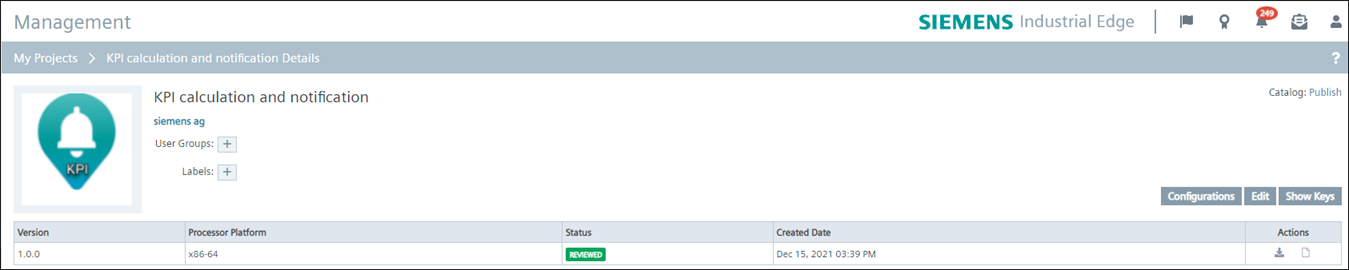 Management
SIEMENS Industrial Edge
249
My Projects > KPI calculation and notification Details ?
KPI
KPI calculation and notification
Catalog: Publish
siemens ag
User Groups: +
Labels: +
Configurations Edit Show Keys
Version Processor Platform Status Created Date Actions
1.0.0 x86-64 REVIEWED Dec 15, 2021 03:39 PM